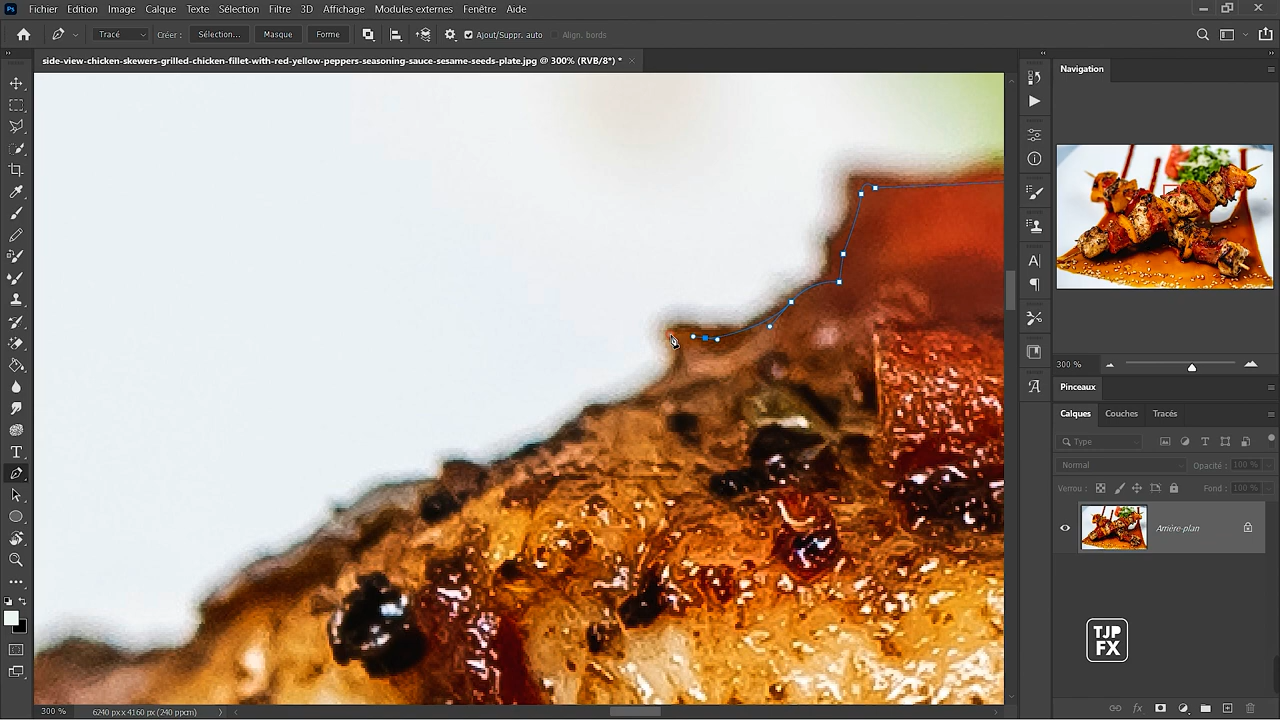 Ps Fichier Edition Image Calque Texte Sélection Filtre 3D Affichage Modules externes Fenêtre Aide
Tracé Créer : Sélection... Masque Forme Ajout/Suppr. auto Align. bords
side-view-chicken-skewers-grilled-chicken-fillet-with-red-yellow-peppers-seasoning-sauce-sesame-seeds-plate.jpg @ 300% (RVB/8*) *
Navigation
300 %
Pinceaux
Calques Couches Tracés
Type
Normal Opacité : 100 %
Verrou : Fond : 100 %
Arrière-plan
TJP
FX
300 % 6240 px x 4160 px (240 ppcm)